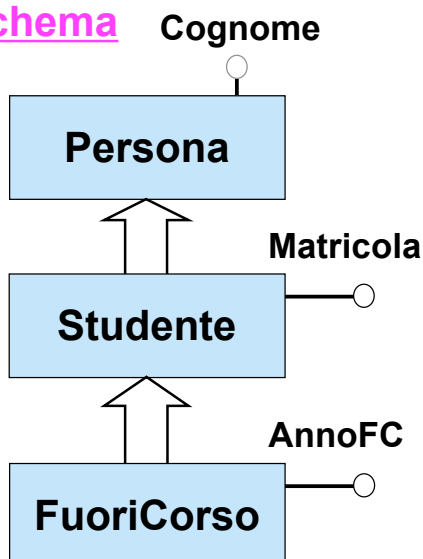 chema
Cognome
Persona
Matricola
Studente
AnnoFC
FuoriCorso